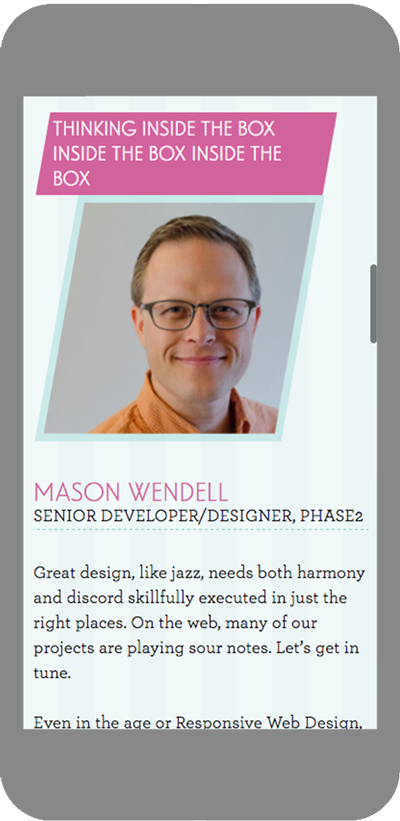 THINKING INSIDE THE BOX
INSIDE THE BOX INSIDE THE
BOX
MASON WENDELL
SENIOR DEVELOPER/DESIGNER, PHASE2
Great design, like jazz, needs both harmony
and discord skillfully executed in just the
right places. On the web, many of our
projects are playing sour notes. Let's get in
tune.
Even in the age or Responsive Web Design,